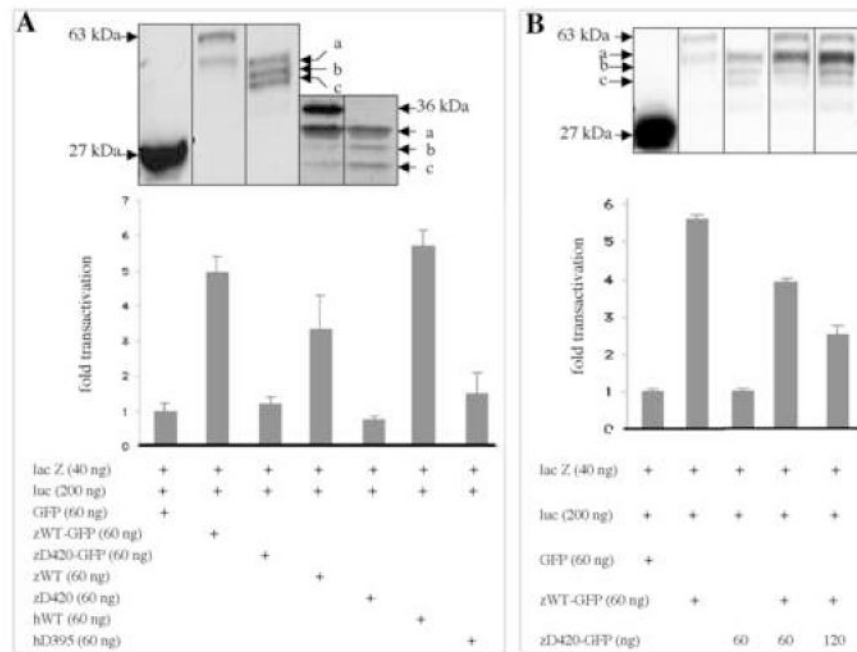 A
63 kDa
a
b
c
27 kDa
36 kDa
a
b
c
fold transactivation
7
6
5
4
3
2
1
0
lac Z (40 ng) + + + + + + +
luc (200 ng) + + + + + + +
GFP (60 ng) +
zWT-GFP (60 ng) +
zD420-GFP (60 ng) +
zWT (60 ng) +
zD420 (60 ng) +
hWT (60 ng) +
hD395 (60 ng) +
B
63 kDa
a
b
c
27 kDa
fold transactivation
6
5
4
3
2
1
0
lac Z (40 ng) + + + + +
luc (200 ng) + + + + +
GFP (60 ng) +
zWT-GFP (60 ng) + + +
zD420-GFP (ng) 60 60 120